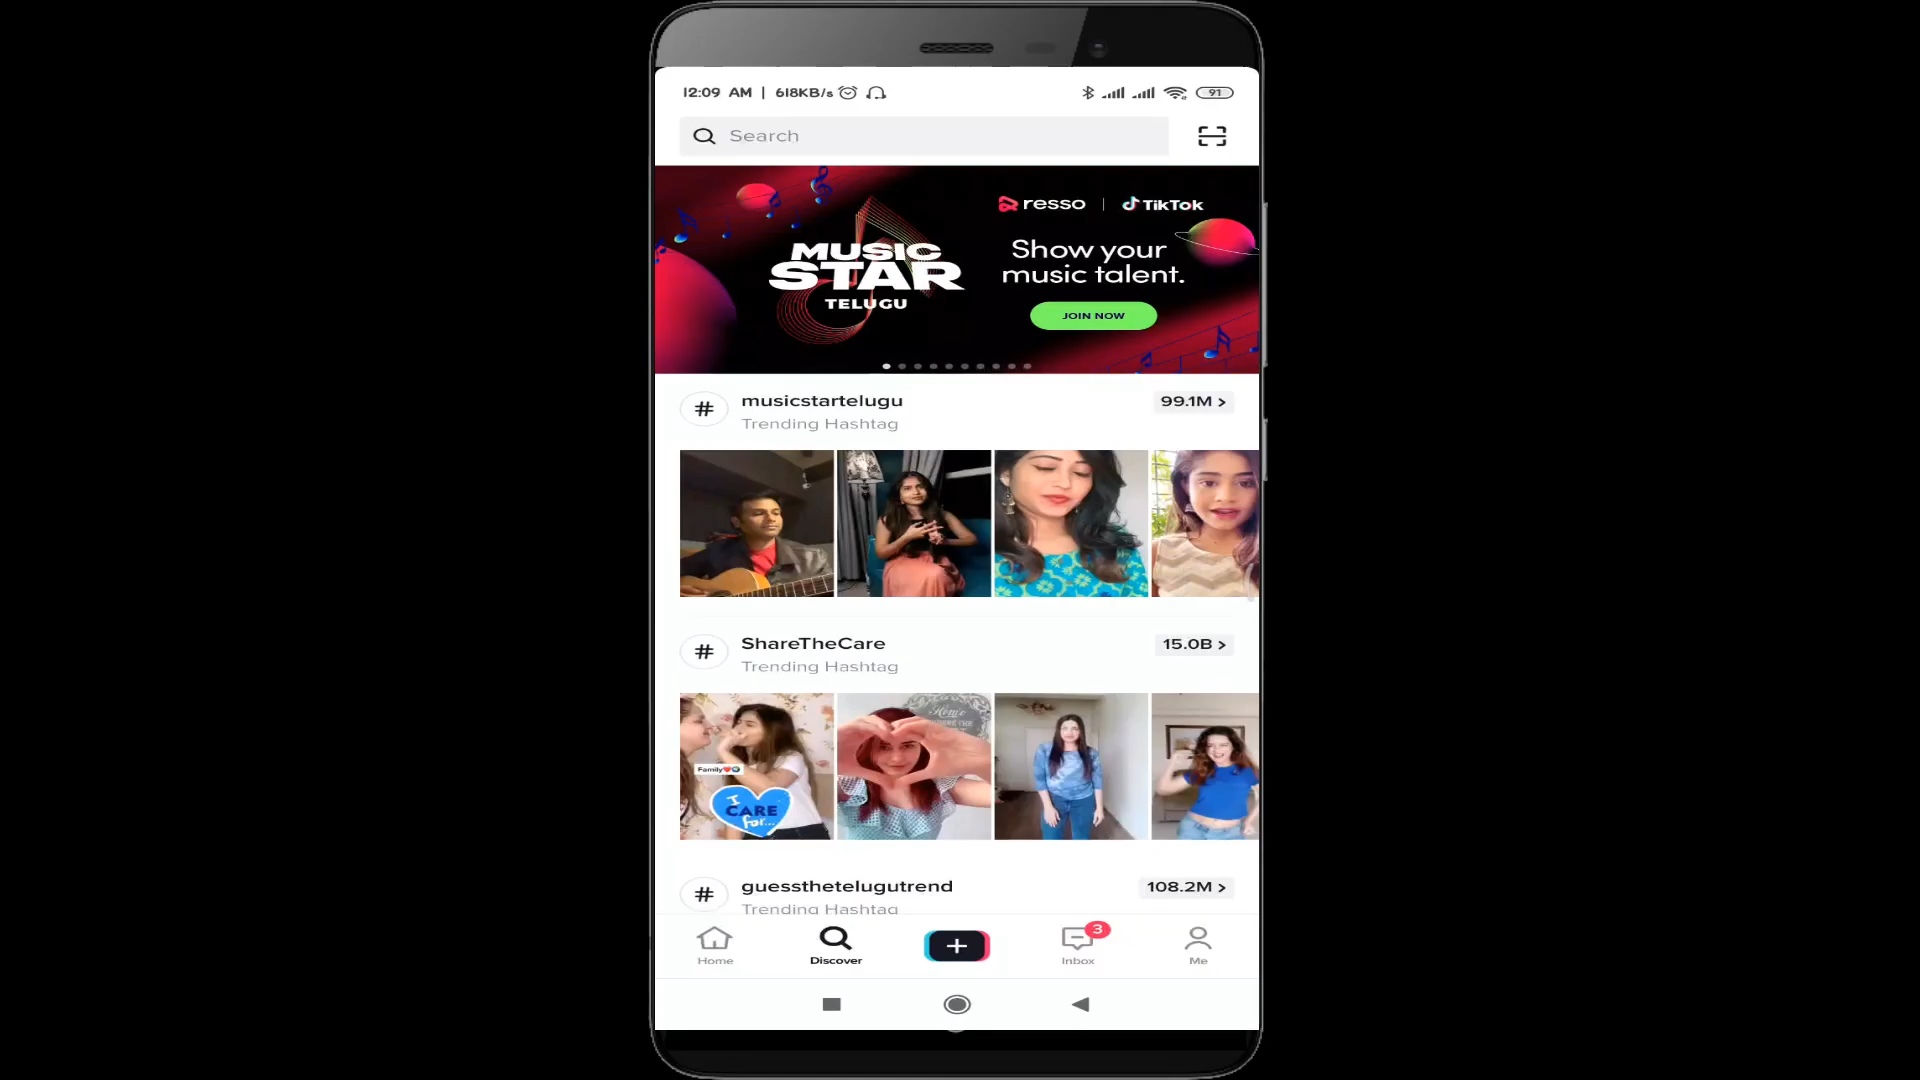 12:09 AM | 618KB/s
91
Search
resso | TikTok
MUSIC
STAR
TELUGU
Show your
music talent.
JOIN NOW
# musicstartelugu
99.1M >
Trending Hashtag
# ShareTheCare
15.0B >
Trending Hashtag
Family
I
CARE
for...
Home
# guessthetelugutrend
108.2M >
Trending Hashtag
Home
Discover
3
Inbox
Me